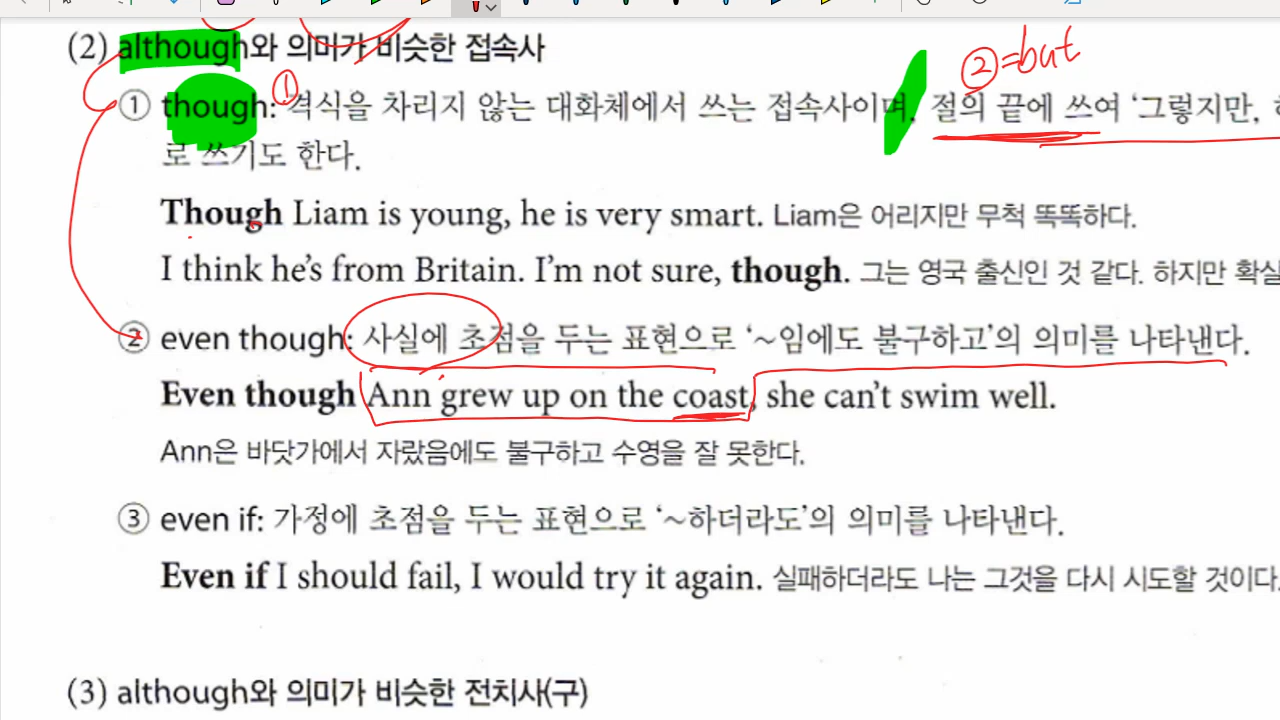 (2) although와 의미가 비슷한 접속사
②=but
① though: ① 격식을 차리지 않는 대화체에서 쓰는 접속사이며, 절의 끝에 쓰여 ‘그렇지만,
로 쓰기도 한다.
Though Liam is young, he is very smart. Liam은 어리지만 무척 똑똑하다.
I think he’s from Britain. I’m not sure, though. 그는 영국 출신인 것 같다. 하지만 확실
② even though: 사실에 초점을 두는 표현으로 ‘~임에도 불구하고’의 의미를 나타낸다.
Even though Ann grew up on the coast, she can’t swim well.
Ann은 바닷가에서 자랐음에도 불구하고 수영을 잘 못한다.
③ even if: 가정에 초점을 두는 표현으로 ‘~하더라도’의 의미를 나타낸다.
Even if I should fail, I would try it again. 실패하더라도 나는 그것을 다시 시도할 것이다.
(3) although와 의미가 비슷한 전치사(구)